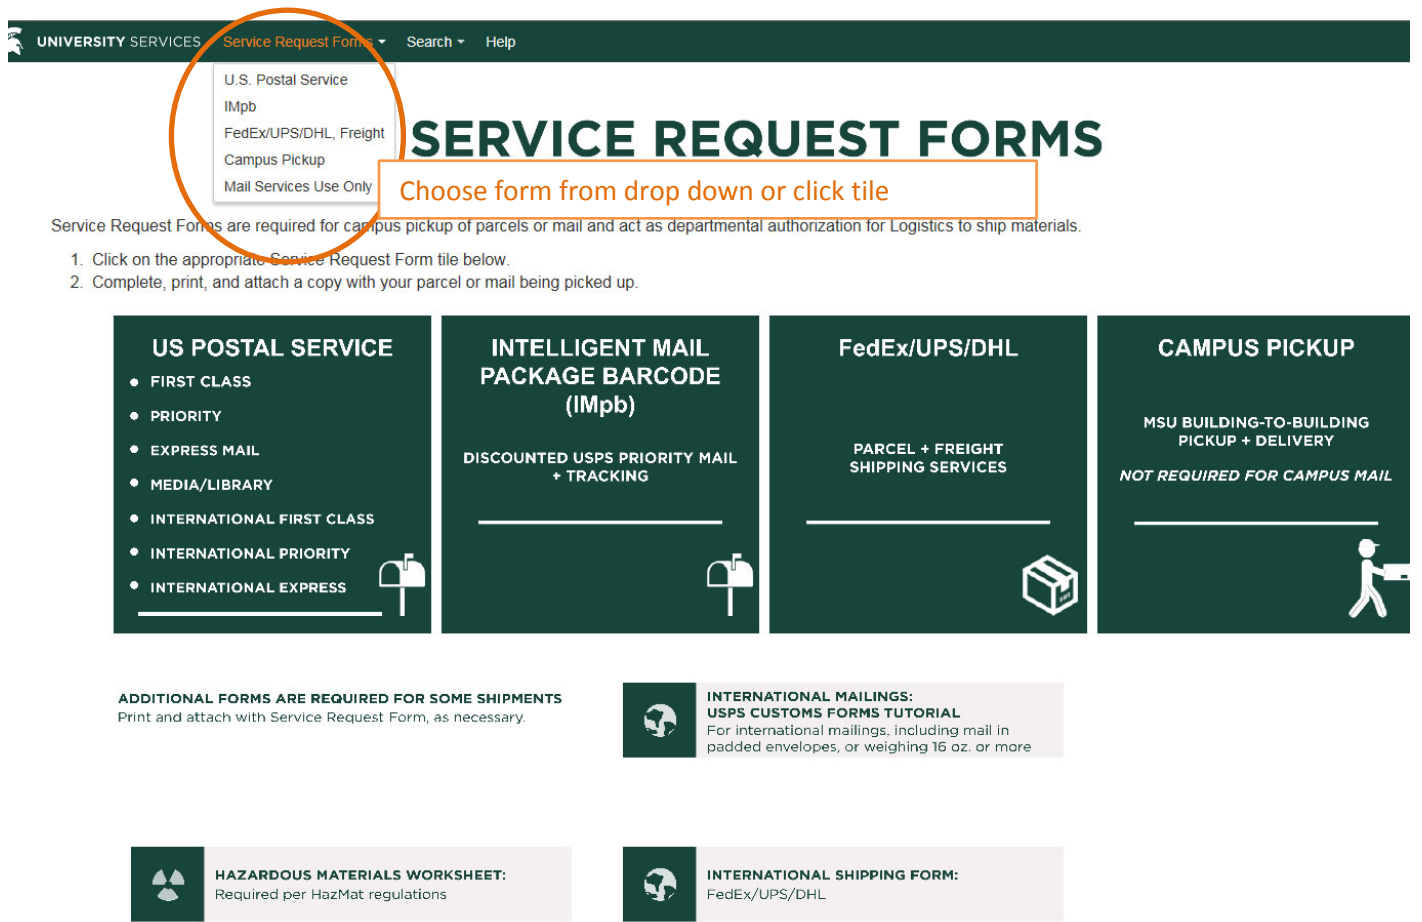 UNIVERSITY SERVICES Service Request Forms Search Help
U.S. Postal Service
IMpb
FedEx/UPS/DHL, Freight
Campus Pickup
Mail Services Use Only
SERVICE REQUEST FORMS
Choose form from drop down or click tile
Service Request Forms are required for campus pickup of parcels or mail and act as departmental authorization for Logistics to ship materials.
1. Click on the appropriate Service Request Form tile below.
2. Complete, print, and attach a copy with your parcel or mail being picked up.
US POSTAL SERVICE
• FIRST CLASS
• PRIORITY
• EXPRESS MAIL
• MEDIA/LIBRARY
• INTERNATIONAL FIRST CLASS
• INTERNATIONAL PRIORITY
• INTERNATIONAL EXPRESS
INTELLIGENT MAIL
PACKAGE BARCODE
(IMpb)
DISCOUNTED USPS PRIORITY MAIL
+ TRACKING
FedEx/UPS/DHL
PARCEL + FREIGHT
SHIPPING SERVICES
CAMPUS PICKUP
MSU BUILDING-TO-BUILDING
PICKUP + DELIVERY
NOT REQUIRED FOR CAMPUS MAIL
ADDITIONAL FORMS ARE REQUIRED FOR SOME SHIPMENTS
Print and attach with Service Request Form, as necessary.
INTERNATIONAL MAILINGS:
USPS CUSTOMS FORMS TUTORIAL
For international mailings, including mail in
padded envelopes, or weighing 16 oz. or more
HAZARDOUS MATERIALS WORKSHEET:
Required per HazMat regulations
INTERNATIONAL SHIPPING FORM:
FedEx/UPS/DHL